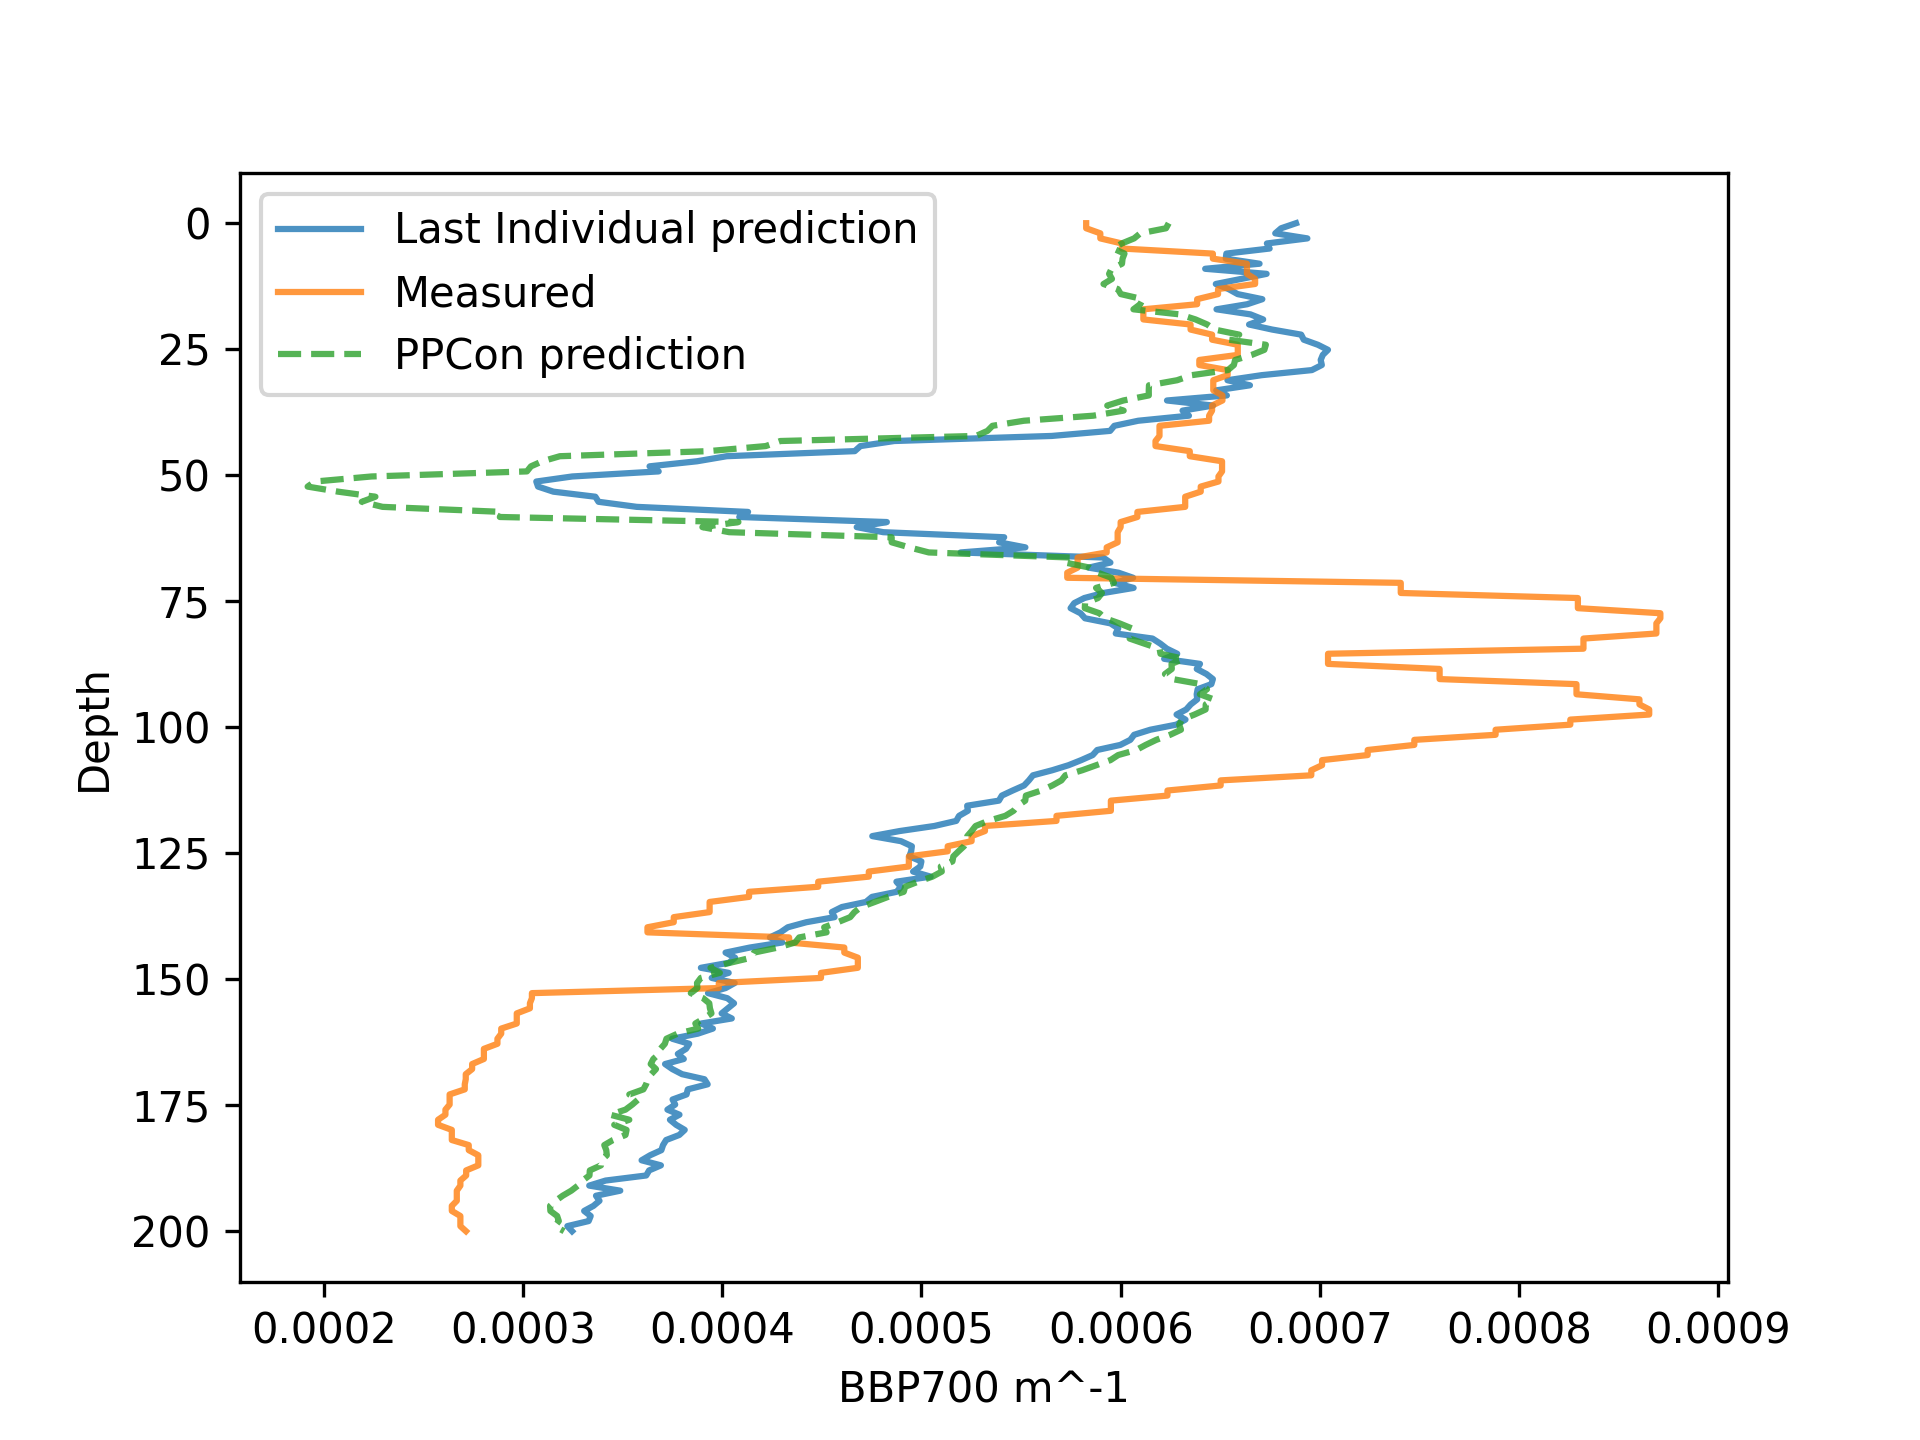 Last Individual prediction
Measured
PPCon prediction
0
25
50
75
100
125
150
175
200
Depth
0.0002 0.0003 0.0004 0.0005 0.0006 0.0007 0.0008 0.0009
BBP700 m^-1